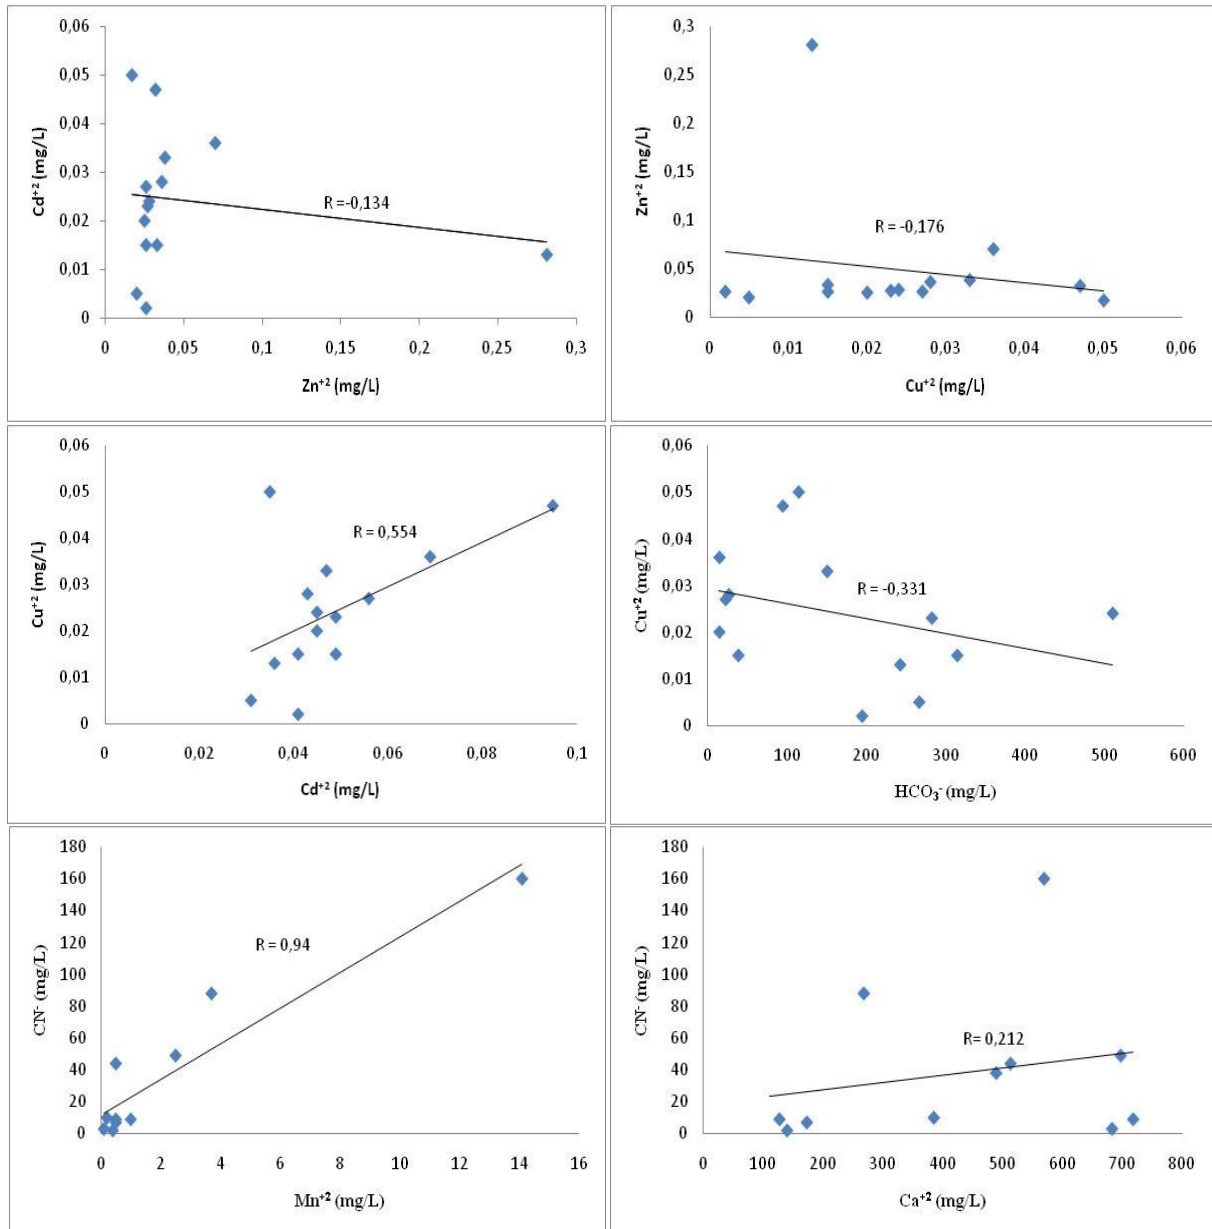 0,06
0,05
0,04
0,03
0,02
0,01
0
Cd⁺² (mg/L)
R =-0,134
0 0,05 0,1 0,15 0,2 0,25 0,3
Zn⁺² (mg/L)
0,3
0,25
0,2
0,15
0,1
0,05
0
Zn⁺² (mg/L)
R = -0,176
0 0,01 0,02 0,03 0,04 0,05 0,06
Cu⁺² (mg/L)
0,06
0,05
0,04
0,03
0,02
0,01
0
Cu⁺² (mg/L)
R = 0,554
0 0,02 0,04 0,06 0,08 0,1
Cd⁺² (mg/L)
0,06
0,05
0,04
0,03
0,02
0,01
0
Cu⁺² (mg/L)
R = -0,331
0 100 200 300 400 500 600
HCO₃⁻ (mg/L)
180
160
140
120
100
80
60
40
20
0
CN⁻ (mg/L)
R = 0,94
0 2 4 6 8 10 12 14 16
Mn⁺² (mg/L)
180
160
140
120
100
80
60
40
20
0
CN⁻ (mg/L)
R= 0,212
0 100 200 300 400 500 600 700 800
Ca⁺² (mg/L)